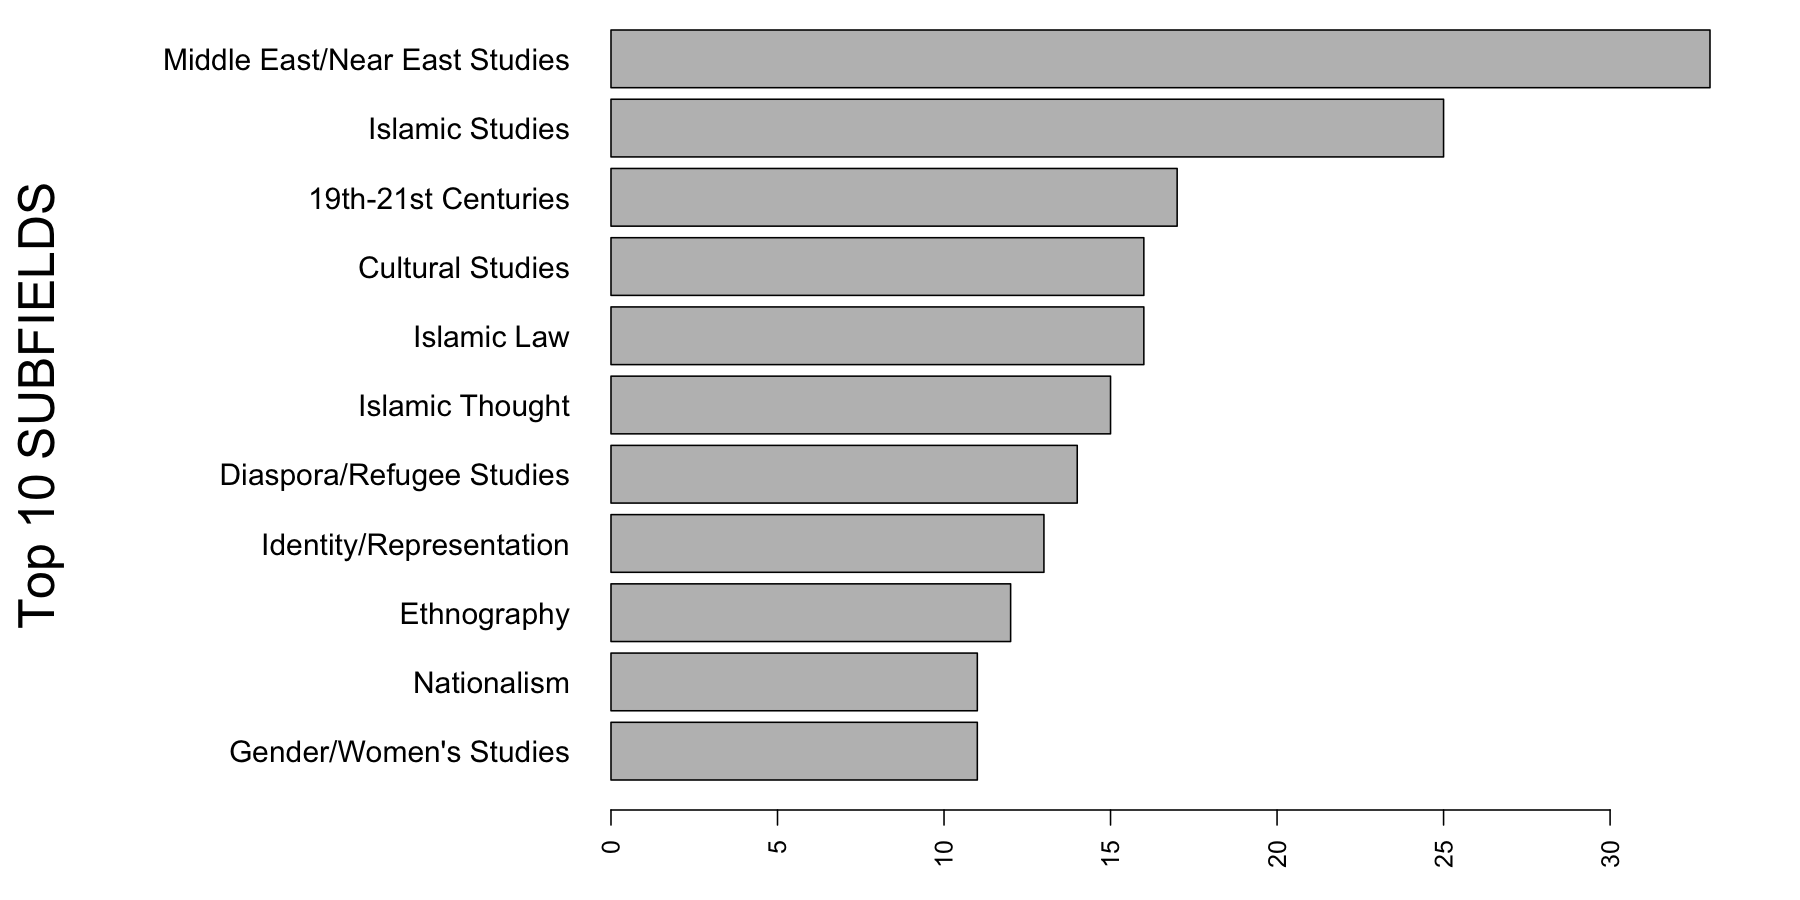 Top 10 SUBFIELDS
Middle East/Near East Studies
Islamic Studies
19th-21st Centuries
Cultural Studies
Islamic Law
Islamic Thought
Diaspora/Refugee Studies
Identity/Representation
Ethnography
Nationalism
Gender/Women's Studies
0 5 10 15 20 25 30